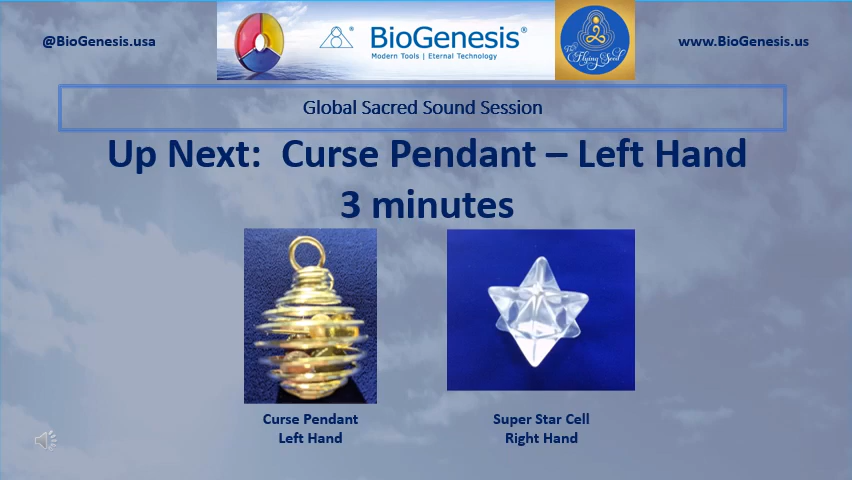 @BioGenesis.usa
BioGenesis®
Modern Tools | Eternal Technology
The Flying Seed
www.BioGenesis.us
Global Sacred Sound Session
Up Next: Curse Pendant – Left Hand
3 minutes
Curse Pendant
Left Hand
Super Star Cell
Right Hand